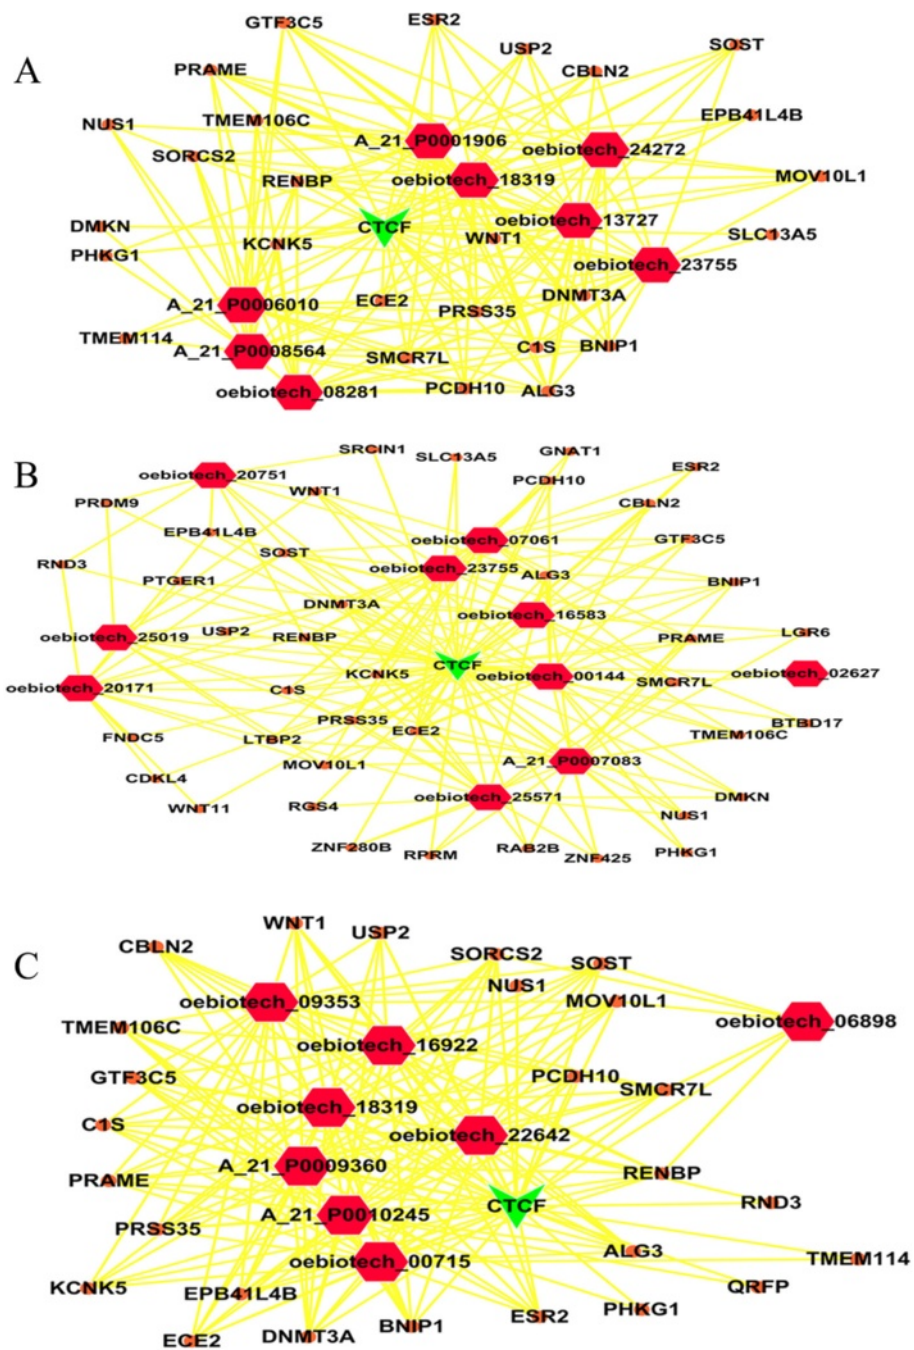 A
GTF3C5
ESR2
USP2
SOST
PRAME
CBLN2
NUS1
TMEM106C
EPB41L4B
A_21_P0001906
oebiotech_24272
SORCS2
RENBP
oebiotech_18319
MOV10L1
DMKN
CTCF
oebiotech_13727
PHKG1
KCNK5
WNT1
SLC13A5
oebiotech_23755
A_21_P0006010
ECE2
PRSS35
DNMT3A
TMEM114
A_21_P0008564
SMCR7L
C1S
BNIP1
oebiotech_08281
PCDH10
ALG3
B
SRCIN1
SLC13A5
GNAT1
oebiotech_20751
ESR2
PRDM9
WNT1
PCDH10
CBLN2
EPB41L4B
oebiotech_07061
GTF3C5
RND3
SOST
PTGER1
oebiotech_23755
ALG3
BNIP1
DNMT3A
oebiotech_16583
oebiotech_25019
USP2
RENBP
PRAME
LGR6
oebiotech_20171
KCNK5
CTCF
oebiotech_00144
SMCR7L
oebiotech_02627
C1S
PRSS35
ECE2
BTBD17
FNDC5
LTBP2
TMEM106C
CDKL4
MOV10L1
A_21_P0007083
WNT11
RGS4
oebiotech_25571
DMKN
NUS1
ZNF280B
RPRM
RAB2B
ZNF425
PHKG1
C
WNT1
USP2
CBLN2
SORCS2
SOST
NUS1
oebiotech_09353
MOV10L1
TMEM106C
oebiotech_16922
oebiotech_06898
GTF3C5
PCDH10
SMCR7L
C1S
oebiotech_18319
oebiotech_22642
PRAME
A_21_P0009360
RENBP
CTCF
RND3
PRSS35
A_21_P0010245
ALG3
TMEM114
KCNK5
EPB41L4B
oebiotech_00715
QRFP
ECE2
DNMT3A
BNIP1
ESR2
PHKG1